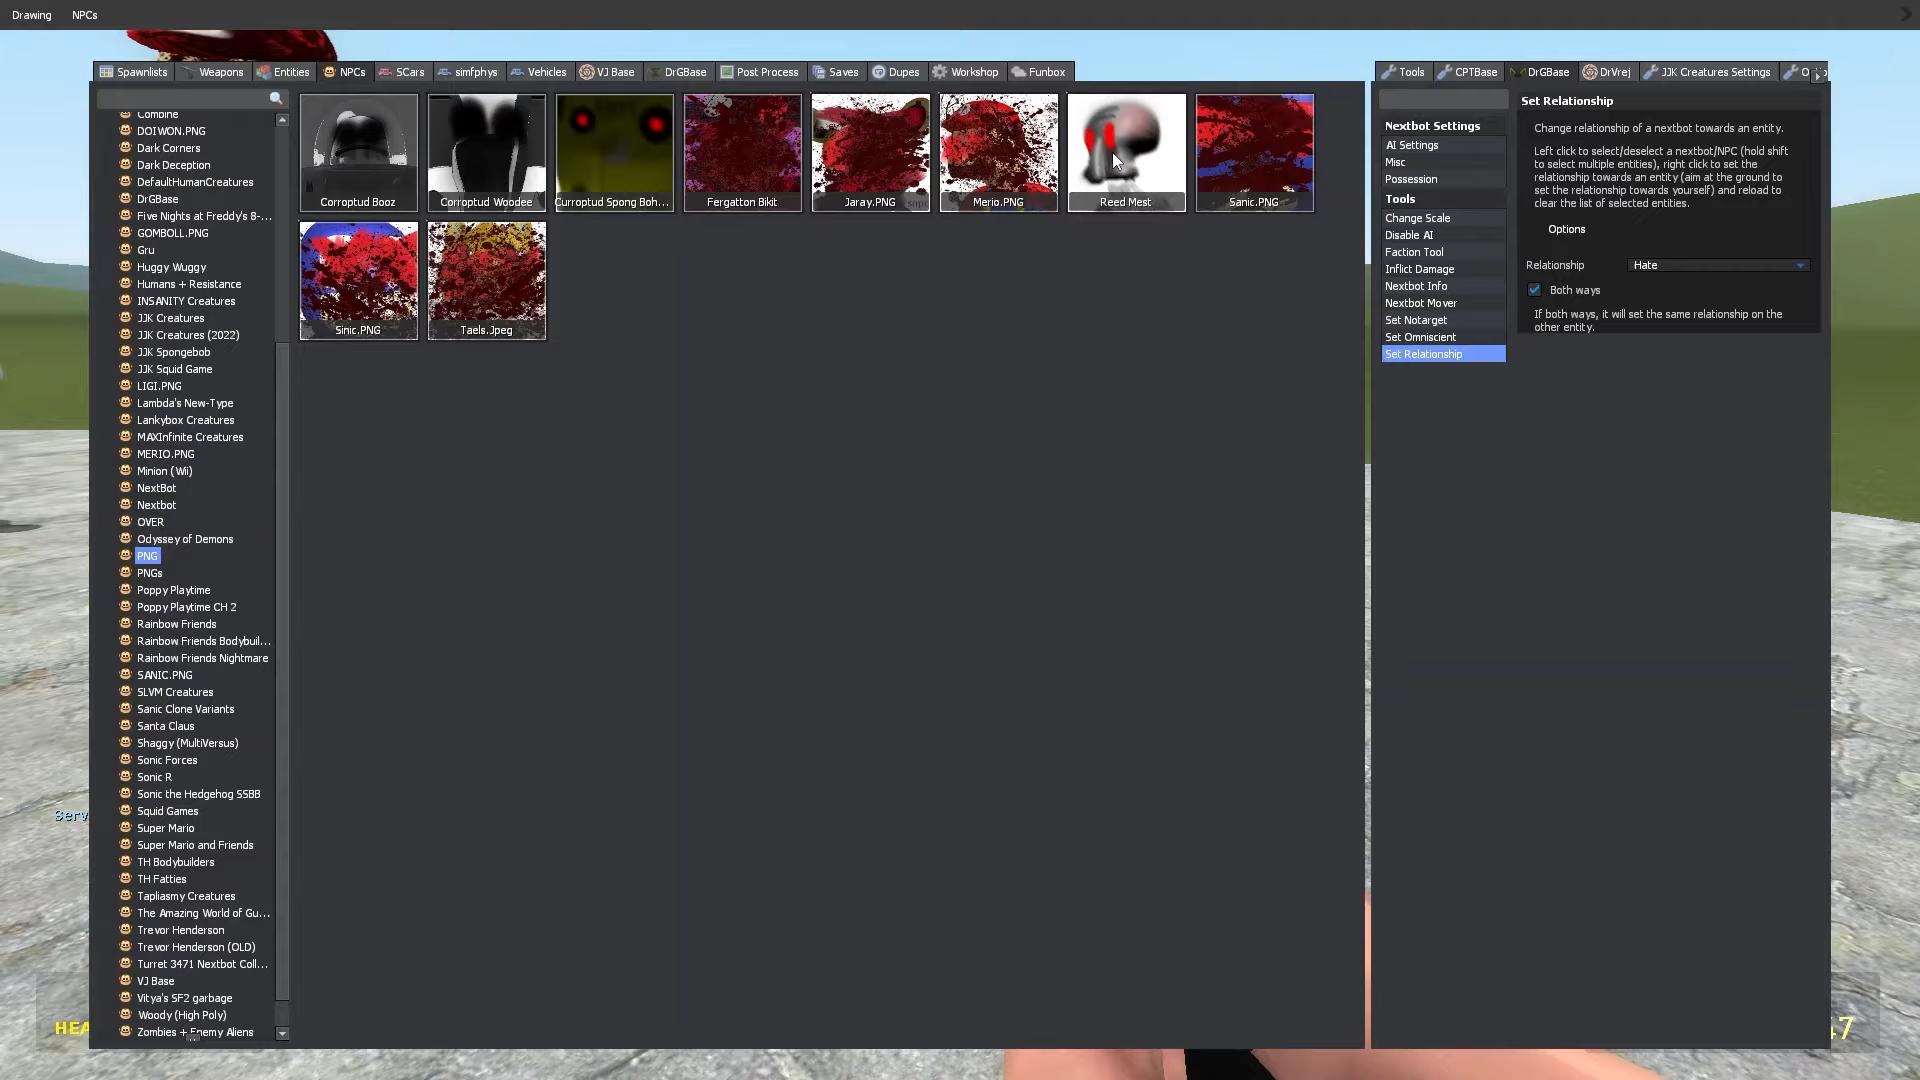 Drawing NPCs
Spawnlists Weapons Entities NPCs SCars simfphys Vehicles VJ Base DrGBase Post Process Saves Dupes Workshop Funbox
Combine
DOIWON.PNG
Dark Corners
Dark Deception
DefaultHumanCreatures
DrGBase
Five Nights at Freddy's 8-...
GOMBOLL.PNG
Gru
Huggy Wuggy
Humans + Resistance
INSANITY Creatures
JJK Creatures
JJK Creatures (2022)
JJK Spongebob
JJK Squid Game
LIGI.PNG
Lambda's New-Type
Lankybox Creatures
MAXInfinite Creatures
MERIO.PNG
Minion (Wii)
NextBot
Nextbot
OVER
Odyssey of Demons
PNG
PNGs
Poppy Playtime
Poppy Playtime CH 2
Rainbow Friends
Rainbow Friends Bodybuil...
Rainbow Friends Nightmare
SANIC.PNG
SLVM Creatures
Sanic Clone Variants
Santa Claus
Shaggy (MultiVersus)
Sonic Forces
Sonic R
Sonic the Hedgehog SSBB
Squid Games
Super Mario
Super Mario and Friends
TH Bodybuilders
TH Fatties
Tapliasmy Creatures
The Amazing World of Gu...
Trevor Henderson
Trevor Henderson (OLD)
Turret 3471 Nextbot Coll...
VJ Base
Vitya's SF2 garbage
Woody (High Poly)
Zombies + Enemy Aliens
Corroptud Booz Corroptud Woodee Curroptud Spong Boh... Fergatton Bikit Jaray.PNG Merio.PNG Reed Mest Sanic.PNG
Sinic.PNG Taels.Jpeg
Tools CPTBase DrGBase DrVrej JJK Creatures Settings
Nextbot Settings
AI Settings
Misc
Possession
Tools
Change Scale
Disable AI
Faction Tool
Inflict Damage
Nextbot Info
Nextbot Mover
Set Notarget
Set Omniscient
Set Relationship
Set Relationship
Change relationship of a nextbot towards an entity.
Left click to select/deselect a nextbot/NPC (hold shift
to select multiple entities), right click to set the
relationship towards an entity (aim at the ground to
set the relationship towards yourself) and reload to
clear the list of selected entities.
Options
Relationship Hate
Both ways
If both ways, it will set the same relationship on the
other entity.
Serv
HEA
47